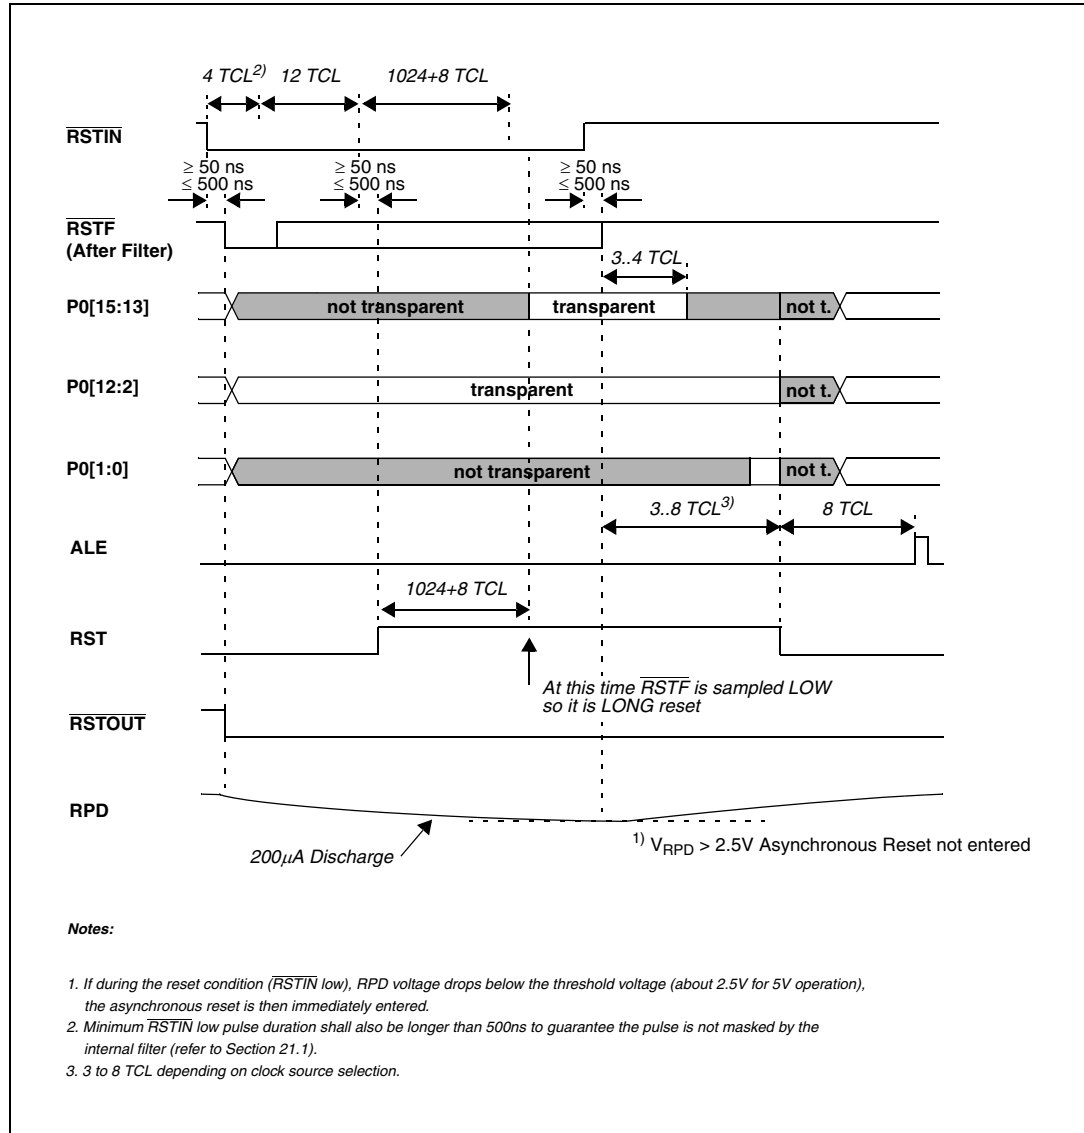 4 TCL2) 12 TCL 1024+8 TCL
RSTIN
≥ 50 ns ≥ 50 ns ≥ 50 ns
≤ 500 ns ≤ 500 ns ≤ 500 ns
RSTF
(After Filter)
3..4 TCL
P0[15:13] not transparent transparent not t.
P0[12:2] transparent not t.
P0[1:0] not transparent not t.
3..8 TCL3) 8 TCL
ALE
1024+8 TCL
RST
At this time RSTF is sampled LOW
so it is LONG reset
RSTOUT
RPD
200µA Discharge
1) VRPD > 2.5V Asynchronous Reset not entered
Notes:
1. If during the reset condition (RSTIN low), RPD voltage drops below the threshold voltage (about 2.5V for 5V operation),
the asynchronous reset is then immediately entered.
2. Minimum RSTIN low pulse duration shall also be longer than 500ns to guarantee the pulse is not masked by the
internal filter (refer to Section 21.1).
3. 3 to 8 TCL depending on clock source selection.